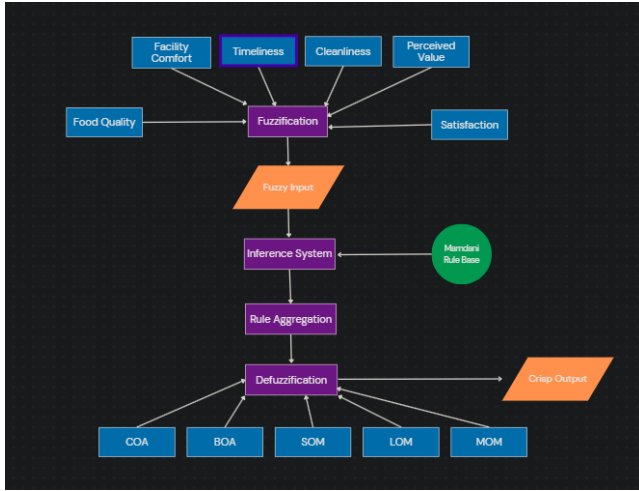 Facility
Comfort
Timeliness
Cleanliness
Perceived
Value
Food Quality
Fuzzification
Satisfaction
Fuzzy Input
Inference System
Mamdani
Rule Base
Rule Aggregation
Defuzzification
Crisp Output
COA
BOA
SOM
LOM
MOM